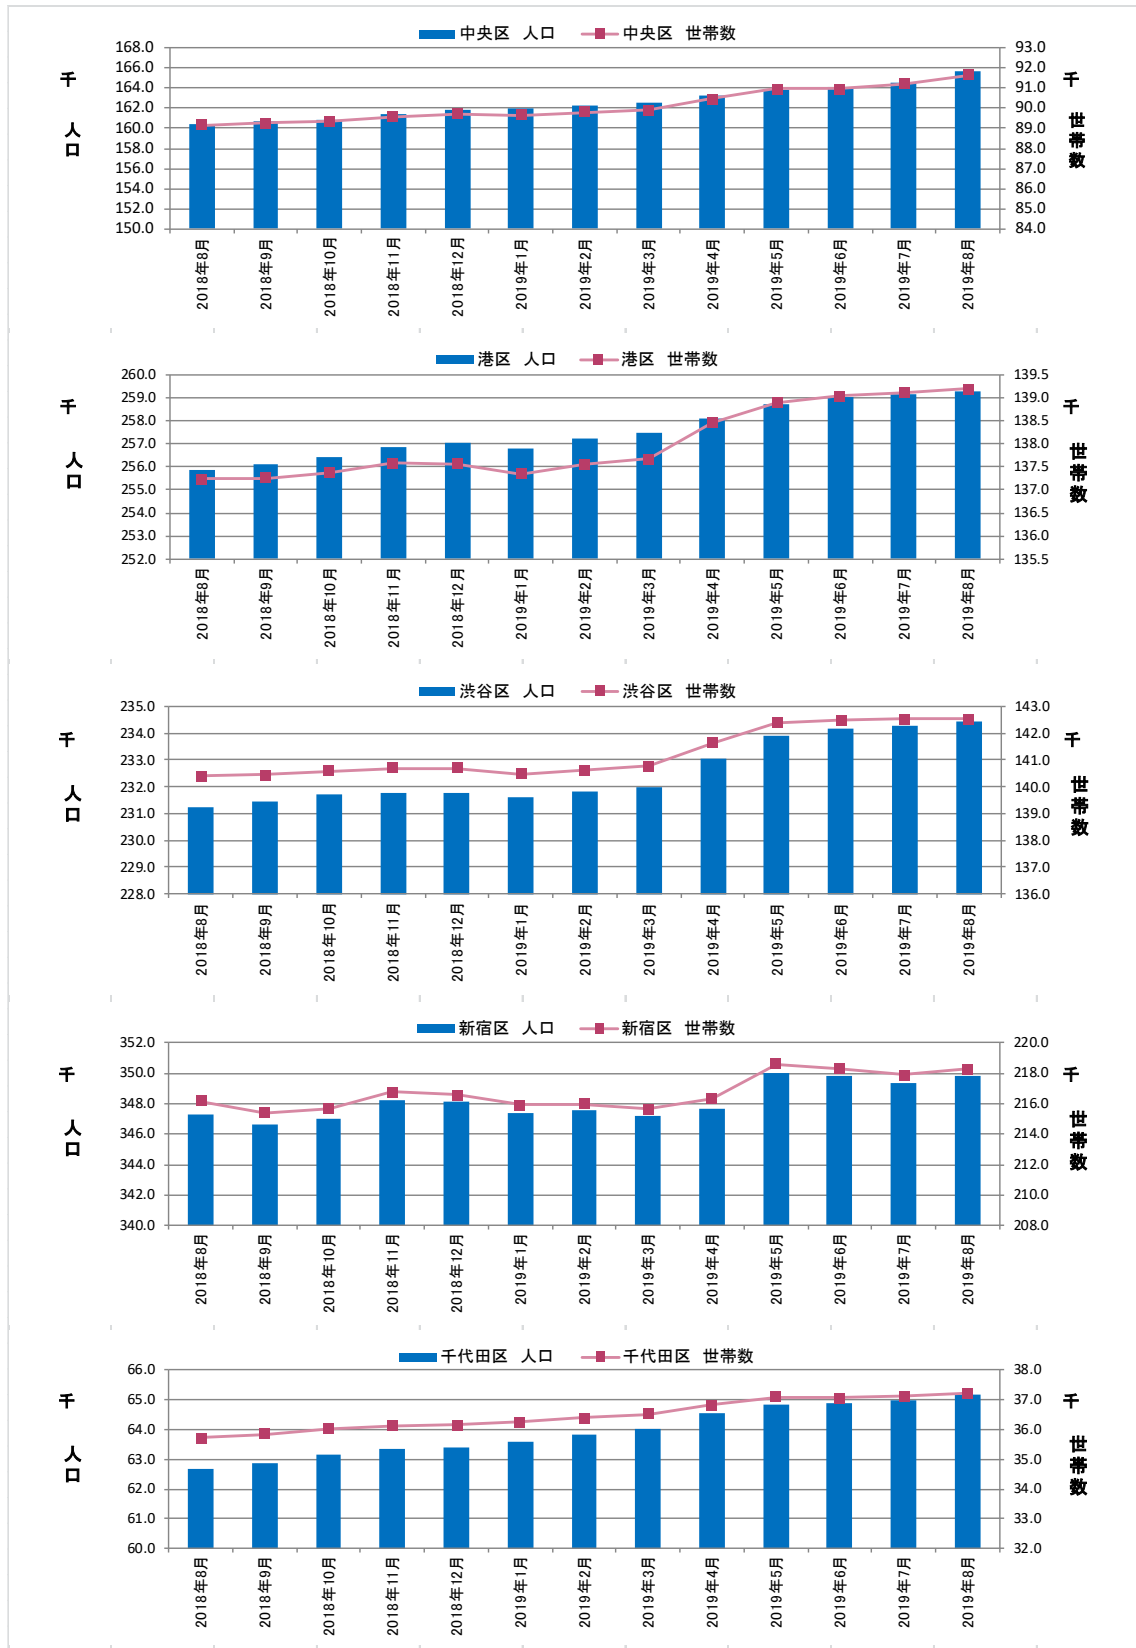 中央区 人口 中央区 世帯数
168.0 93.0
千 166.0 92.0 千
164.0 91.0
人 162.0 90.0 世
口 160.0 89.0 帯
158.0 88.0 数
156.0 87.0
154.0 86.0
152.0 85.0
150.0 84.0
2018年8月 2018年9月 2018年10月 2018年11月 2018年12月 2019年1月 2019年2月 2019年3月 2019年4月 2019年5月 2019年6月 2019年7月 2019年8月
港区 人口 港区 世帯数
260.0 139.5
千 259.0 139.0 千
258.0 138.5
257.0 138.0 世
人 256.0 137.5 帯
口 255.0 137.0 数
254.0 136.5
253.0 136.0
252.0 135.5
2018年8月 2018年9月 2018年10月 2018年11月 2018年12月 2019年1月 2019年2月 2019年3月 2019年4月 2019年5月 2019年6月 2019年7月 2019年8月
渋谷区 人口 渋谷区 世帯数
235.0 143.0
千 234.0 142.0 千
233.0 141.0
人 232.0 140.0 世
口 231.0 139.0 帯
230.0 138.0 数
229.0 137.0
228.0 136.0
2018年8月 2018年9月 2018年10月 2018年11月 2018年12月 2019年1月 2019年2月 2019年3月 2019年4月 2019年5月 2019年6月 2019年7月 2019年8月
新宿区 人口 新宿区 世帯数
352.0 220.0
千 350.0 218.0 千
348.0 216.0 世
人 346.0 214.0 帯
口 344.0 212.0 数
342.0 210.0
340.0 208.0
2018年8月 2018年9月 2018年10月 2018年11月 2018年12月 2019年1月 2019年2月 2019年3月 2019年4月 2019年5月 2019年6月 2019年7月 2019年8月
千代田区 人口 千代田区 世帯数
66.0 38.0
千 65.0 37.0 千
64.0 36.0 世
人 63.0 35.0 帯
口 62.0 34.0 数
61.0 33.0
60.0 32.0
2018年8月 2018年9月 2018年10月 2018年11月 2018年12月 2019年1月 2019年2月 2019年3月 2019年4月 2019年5月 2019年6月 2019年7月 2019年8月